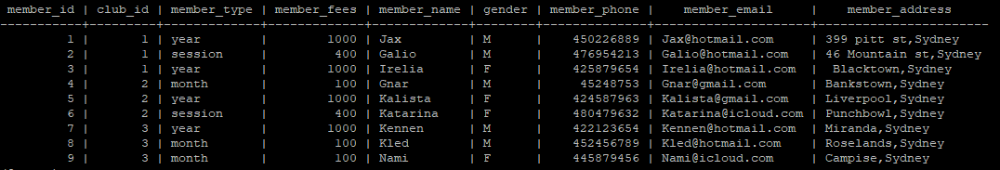 member_id | club_id | member_type | member_fees | member_name | gender | member_phone | member_email | member_address
1 | 1 | year | 1000 | Jax | M | 450226889 | Jax@hotmail.com | 399 pitt st,Sydney
2 | 1 | session | 400 | Galio | M | 476954213 | Galio@hotmail.com | 46 Mountain st,Sydney
3 | 1 | year | 1000 | Irelia | F | 425879654 | Irelia@hotmail.com | Blacktown,Sydney
4 | 2 | month | 100 | Gnar | M | 45248753 | Gnar@gmail.com | Bankstown,Sydney
5 | 2 | year | 1000 | Kalista | F | 424587963 | Kalista@gmail.com | Liverpool,Sydney
6 | 2 | session | 400 | Katarina | F | 480479632 | Katarina@icloud.com | Punchbowl,Sydney
7 | 3 | year | 1000 | Kennen | M | 422123654 | Kennen@hotmail.com | Miranda,Sydney
8 | 3 | month | 100 | Kled | M | 452456789 | Kled@hotmail.com | Roselands,Sydney
9 | 3 | month | 100 | Nami | F | 445879456 | Nami@icloud.com | Campise,Sydney